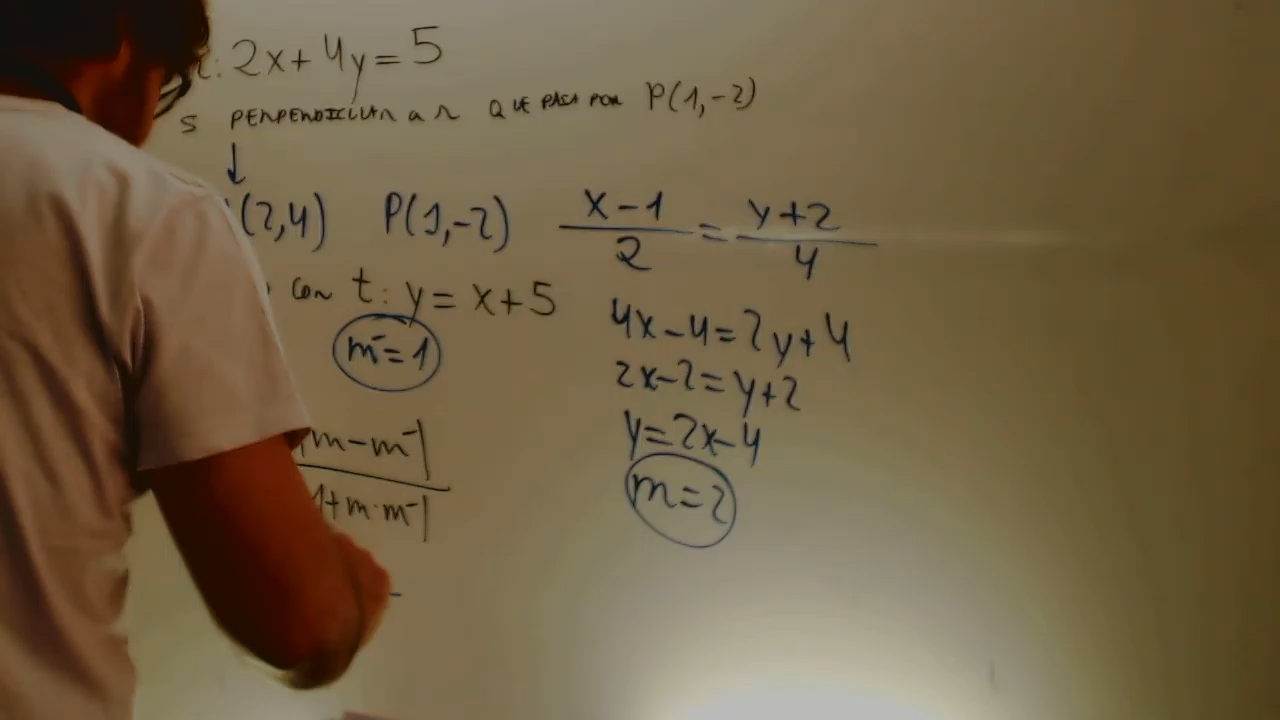 r: 2x+4y=5
s PERPENDICULAR a r QUE PASA POR P(1,-2)
↓
(2,4) P(1,-2) x-1/2 = y+2/4
con t: y=x+5
m'=1
4x-4=2y+4
2x-2=y+2
y=2x-4
m=2
|m-m'|
|1+m·m'|